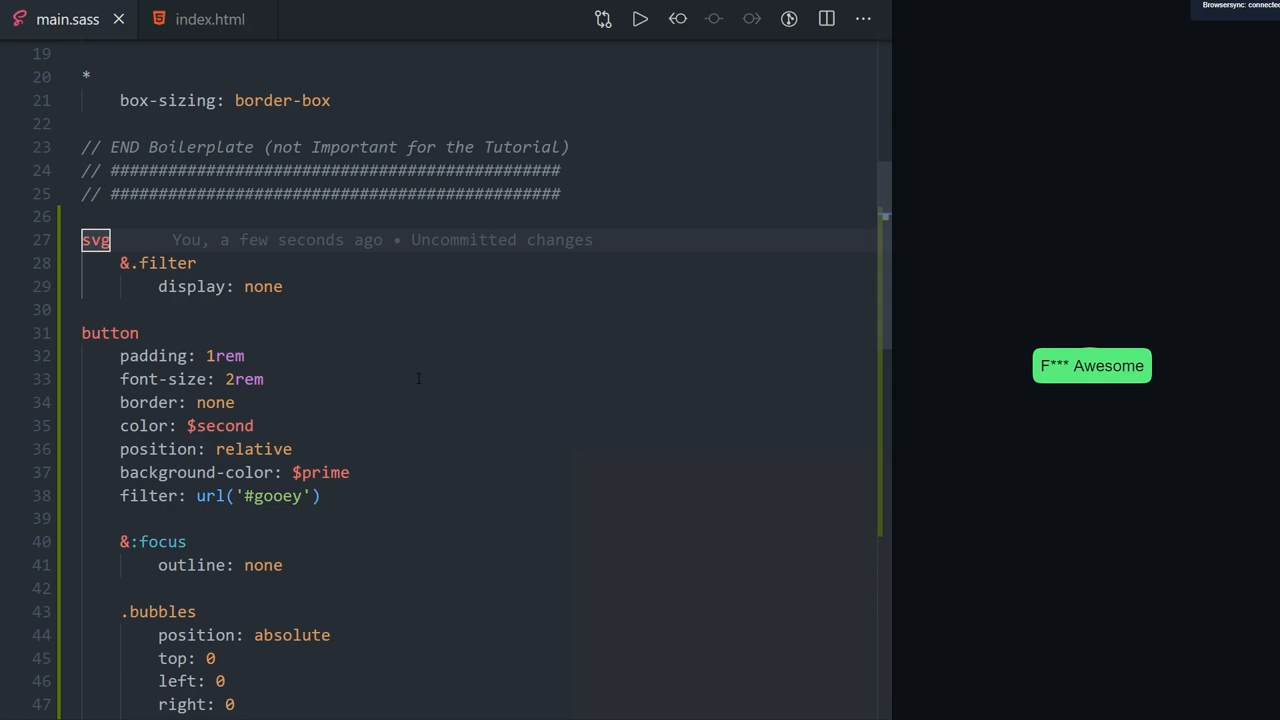 main.sass
index.html
Browsersync: connected
19
20 *
21 box-sizing: border-box
22
23 // END Boilerplate (not Important for the Tutorial)
24 // ###############################################
25 // ###############################################
26
27 svg You, a few seconds ago • Uncommitted changes
28 &.filter
29 display: none
30
31 button
32 padding: 1rem
33 font-size: 2rem
34 border: none
35 color: $second
36 position: relative
37 background-color: $prime
38 filter: url('#gooey')
39
40 &:focus
41 outline: none
42
43 .bubbles
44 position: absolute
45 top: 0
46 left: 0
47 right: 0
F*** Awesome